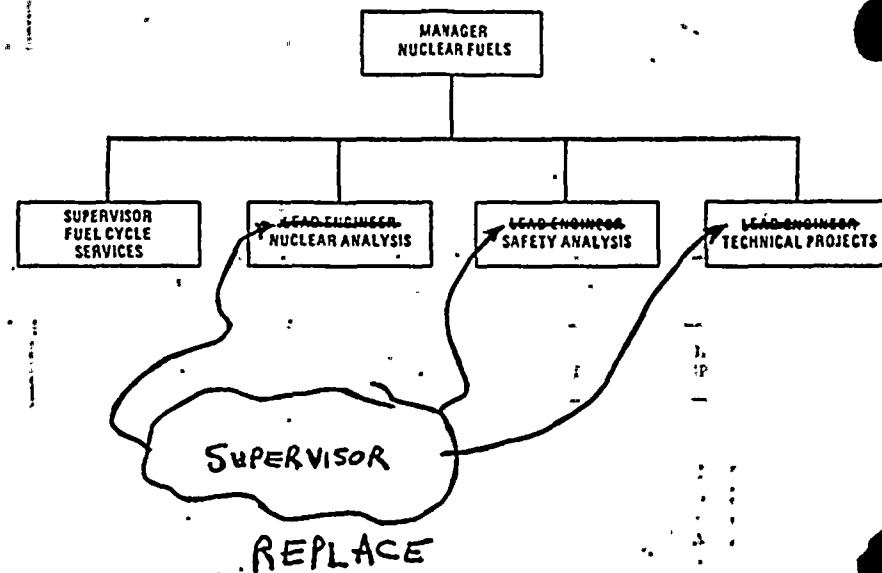 MANAGER
NUCLEAR FUELS
SUPERVISOR
FUEL CYCLE
SERVICES
LEAD ENGINEER
NUCLEAR ANALYSIS
LEAD ENGINEER
SAFETY ANALYSIS
LEAD ENGINEER
TECHNICAL PROJECTS
SUPERVISOR
REPLACE